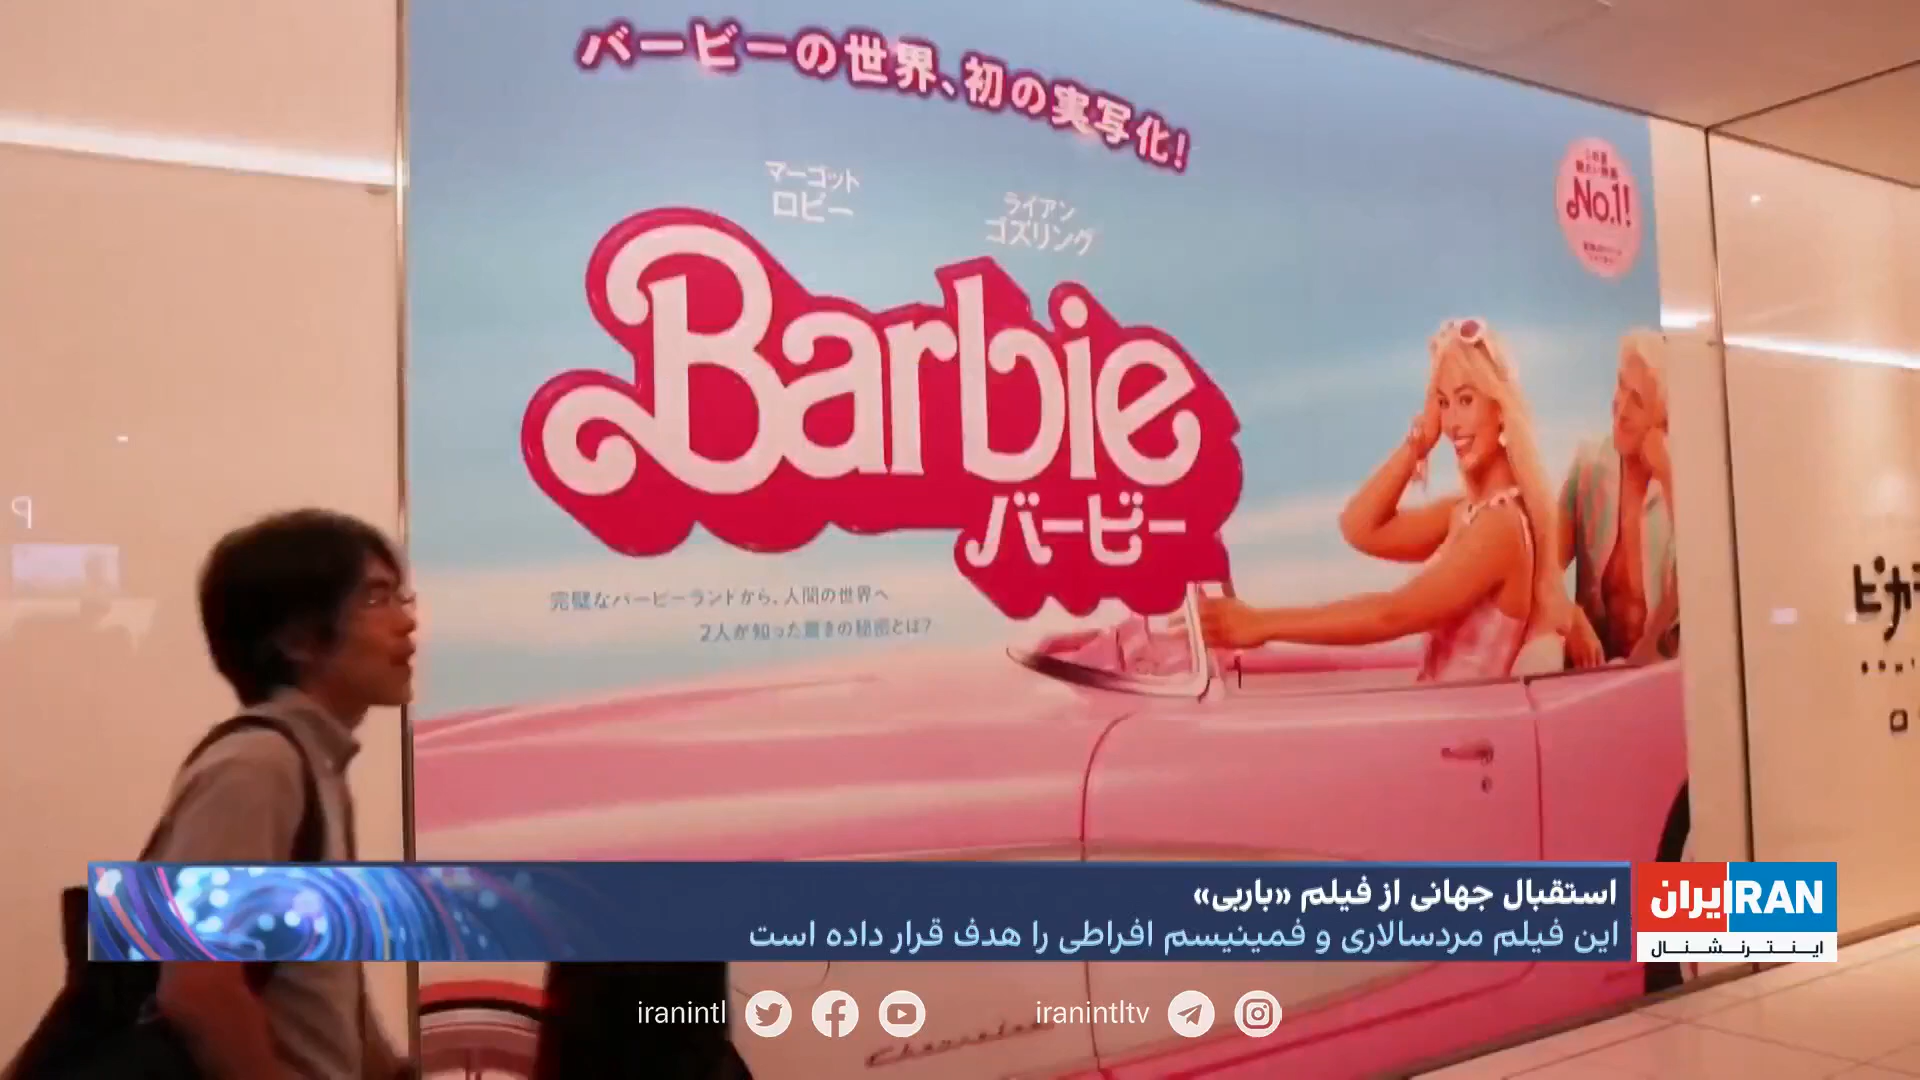 バービーの世界、初の実写化!
マーゴット
ロビー
ライアン
ゴズリング
No.1!
Barbie
バービー
完璧なバービーランドから、人間の世界へ
2人が知った驚きの秘密とは?
P
استقبال جهانی از فیلم «باربی»
این فیلم مردسالاری و فمینیسم افراطی را هدف قرار داده است
ایران IRAN
اینترنشنال
iranintl
iranintltv
Chevrolet